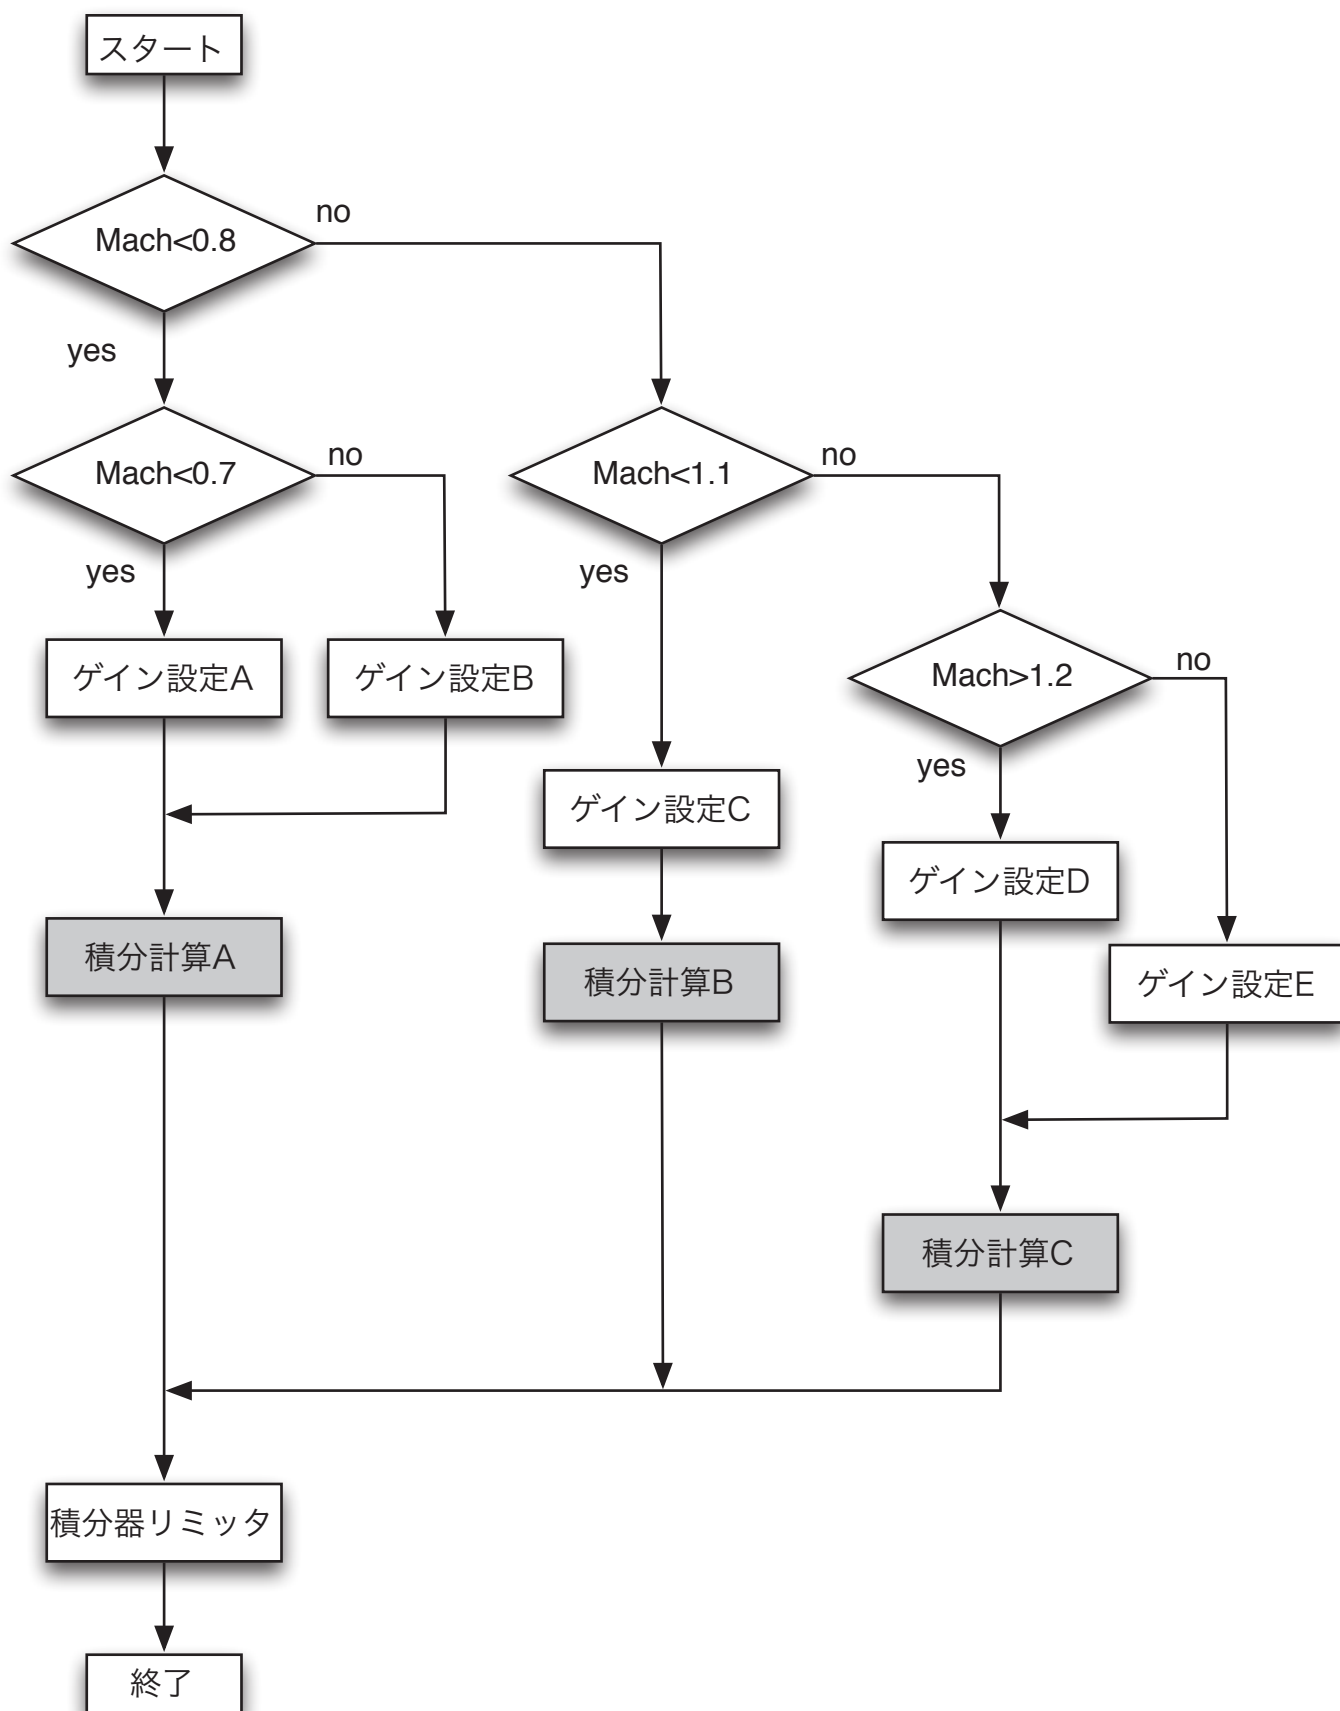 スタート
Mach<0.8
no
yes
Mach<0.7
no
Mach<1.1
no
yes
yes
ゲイン設定A
ゲイン設定B
Mach>1.2
no
yes
ゲイン設定C
ゲイン設定D
積分計算A
積分計算B
ゲイン設定E
積分計算C
積分器リミッタ
終了